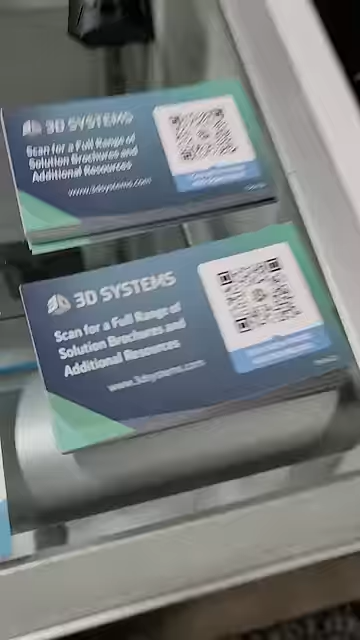 3D SYSTEMS
Scan for a Full Range of
Solution Brochures and
Additional Resources
www.3dsystems.com
3D SYSTEMS
Scan for a Full Range of
Solution Brochures and
Additional Resources
www.3dsystems.com